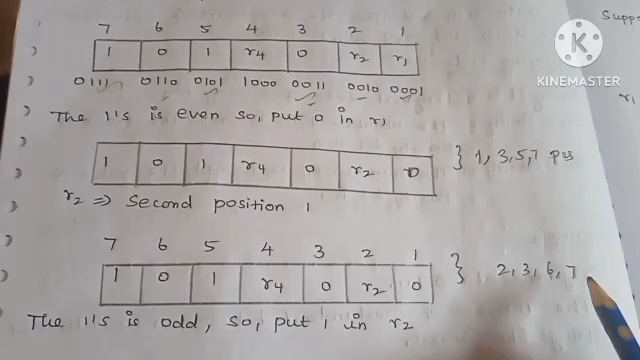 Suppo
7 6 5 4 3 2 1
1 0 1 r4 0 r2 r1
0111 0110 0101 1000 0011 0010 0001
KINEMASTER
r1
The 1's is even so, put 0 in r1
1 0 1 r4 0 r2 0 } 1, 3, 5, 7 pos
r2 => Second position 1
7 6 5 4 3 2 1
1 0 1 r4 0 r2 0 } 2, 3, 6, 7
The 1's is odd, so, put 1 in r2